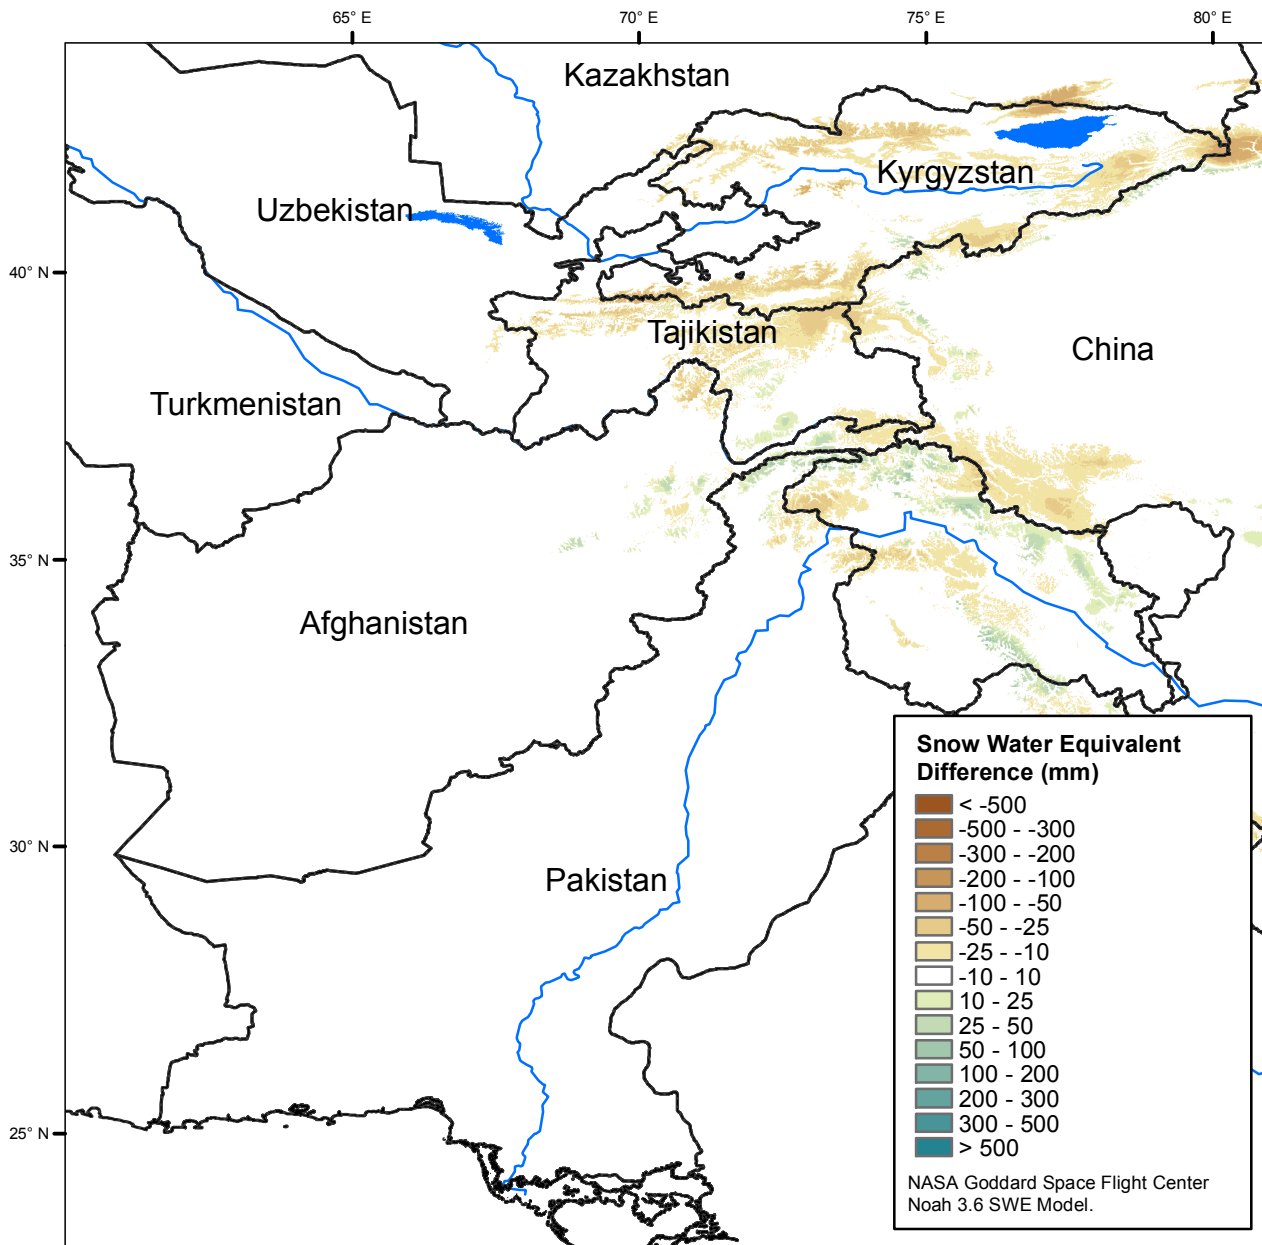 65° E
70° E
75° E
80° E
Kazakhstan
Kyrgyzstan
Uzbekistan
40° N
Tajikistan
China
Turkmenistan
35° N
Afghanistan
30° N
Pakistan
25° N
Snow Water Equivalent
Difference (mm)
< -500
-500 - -300
-300 - -200
-200 - -100
-100 - -50
-50 - -25
-25 - -10
-10 - 10
10 - 25
25 - 50
50 - 100
100 - 200
200 - 300
300 - 500
> 500
NASA Goddard Space Flight Center
Noah 3.6 SWE Model.